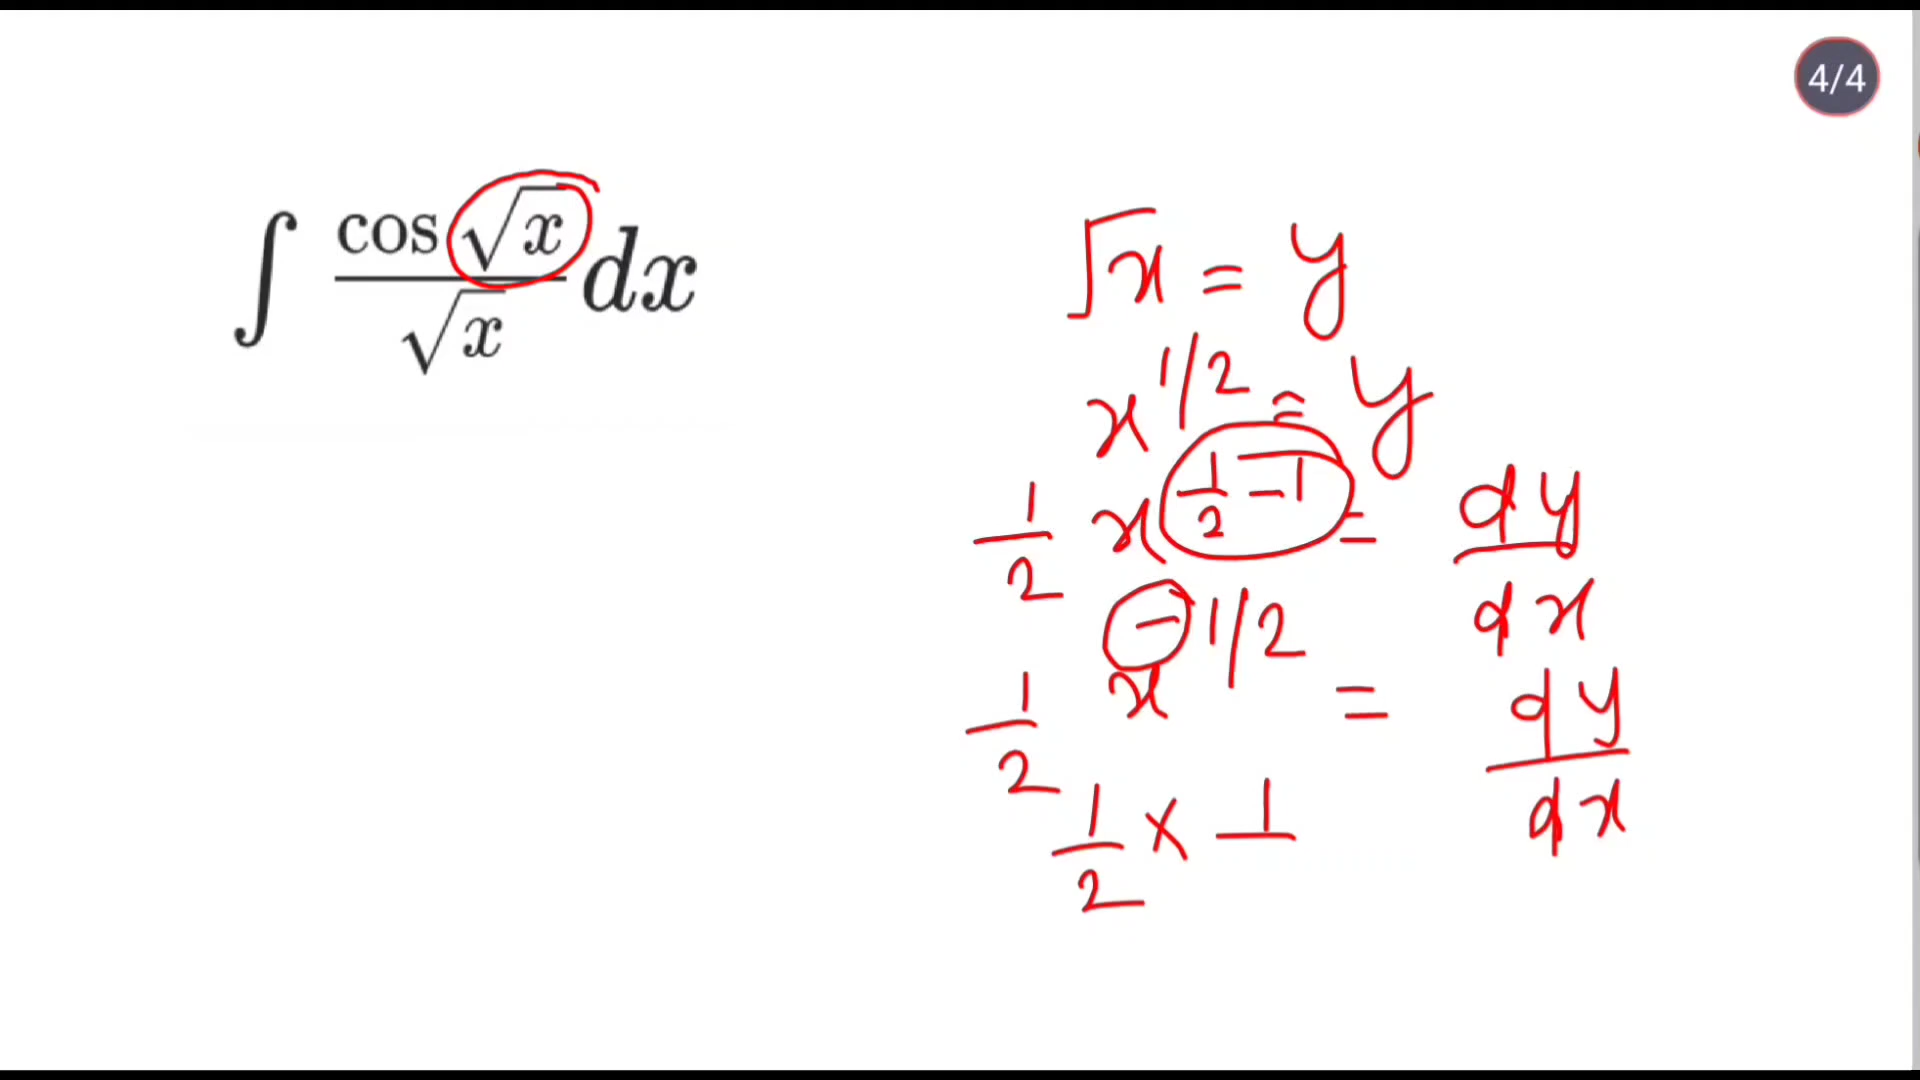 4/4
∫ cos √x / √x dx
√x = y
x^1/2 = y
1/2 x^1/2 - 1 = dy/dx
1/2 x^-1/2 = dy/dx
1/2 × 1